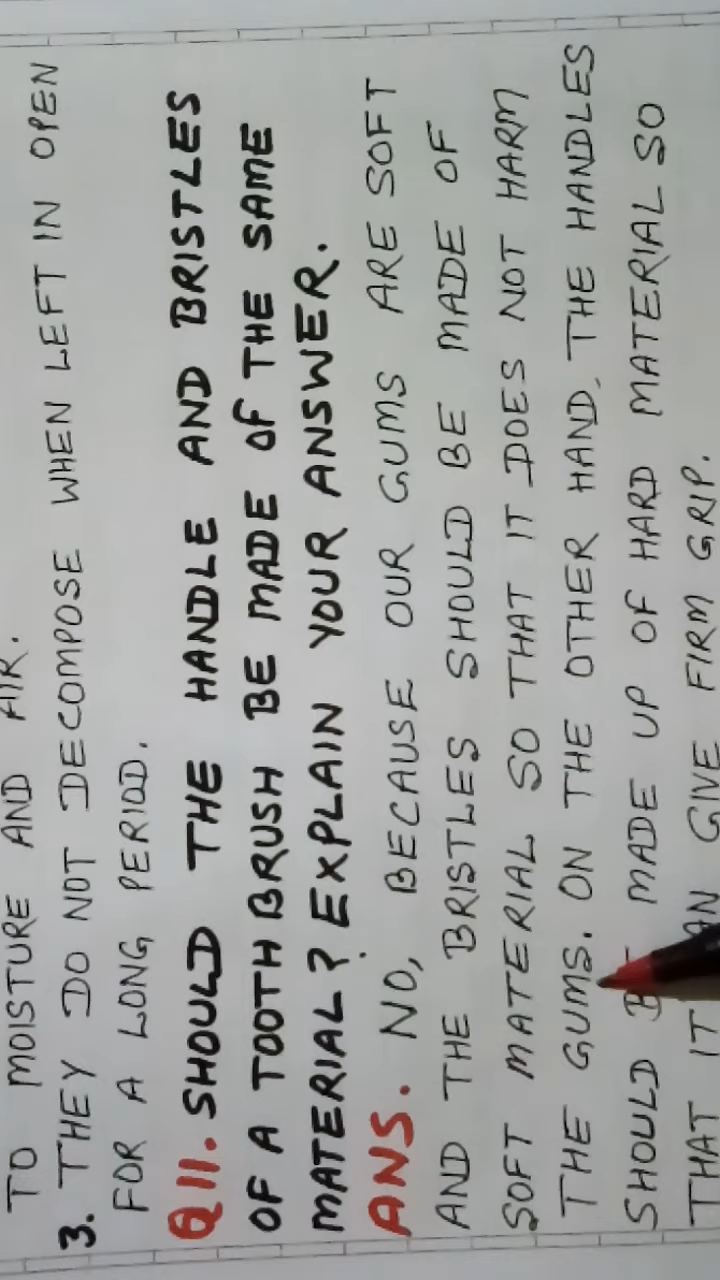 TO MOISTURE AND AIR.
3. THEY DO NOT DECOMPOSE WHEN LEFT IN OPEN
FOR A LONG PERIOD.
Q11. SHOULD THE HANDLE AND BRISTLES
OF A TOOTH BRUSH BE MADE OF THE SAME
MATERIAL? EXPLAIN YOUR ANSWER.
ANS. NO, BECAUSE OUR GUMS ARE SOFT
AND THE BRISTLES SHOULD BE MADE OF
SOFT MATERIAL SO THAT IT DOES NOT HARM
THE GUMS. ON THE OTHER HAND, THE HANDLES
SHOULD BE MADE UP OF HARD MATERIAL SO
THAT IT CAN GIVE FIRM GRIP.